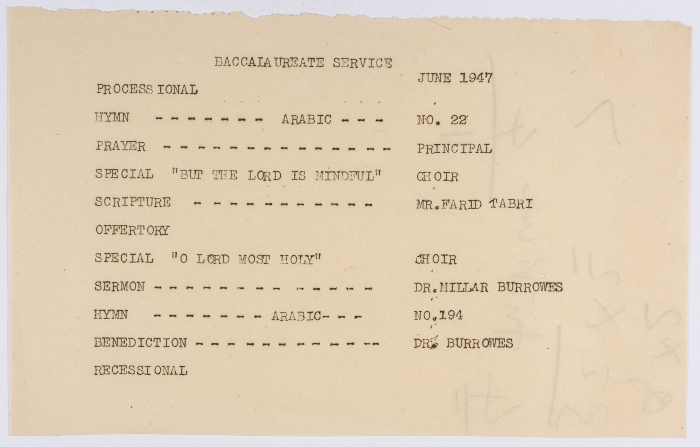 BACCALAUREATE SERVICE
JUNE 1947
PROCESSIONAL
HYMN - - - - - - - ARABIC - - - NO. 22
PRAYER - - - - - - - - - - - - - - PRINCIPAL
SPECIAL "BUT THE LORD IS MINDFUL" CHOIR
SCRIPTURE - - - - - - - - - - - MR.FARID TABRI
OFFERTORY
SPECIAL "O LORD MOST HOLY" CHOIR
SERMON - - - - - - - - - - - - - DR.MILLAR BURROWES
HYMN - - - - - - - ARABIC- - - NO.194
BENEDICTION - - - - - - - - - - - - DR. BURROWES
RECESSIONAL